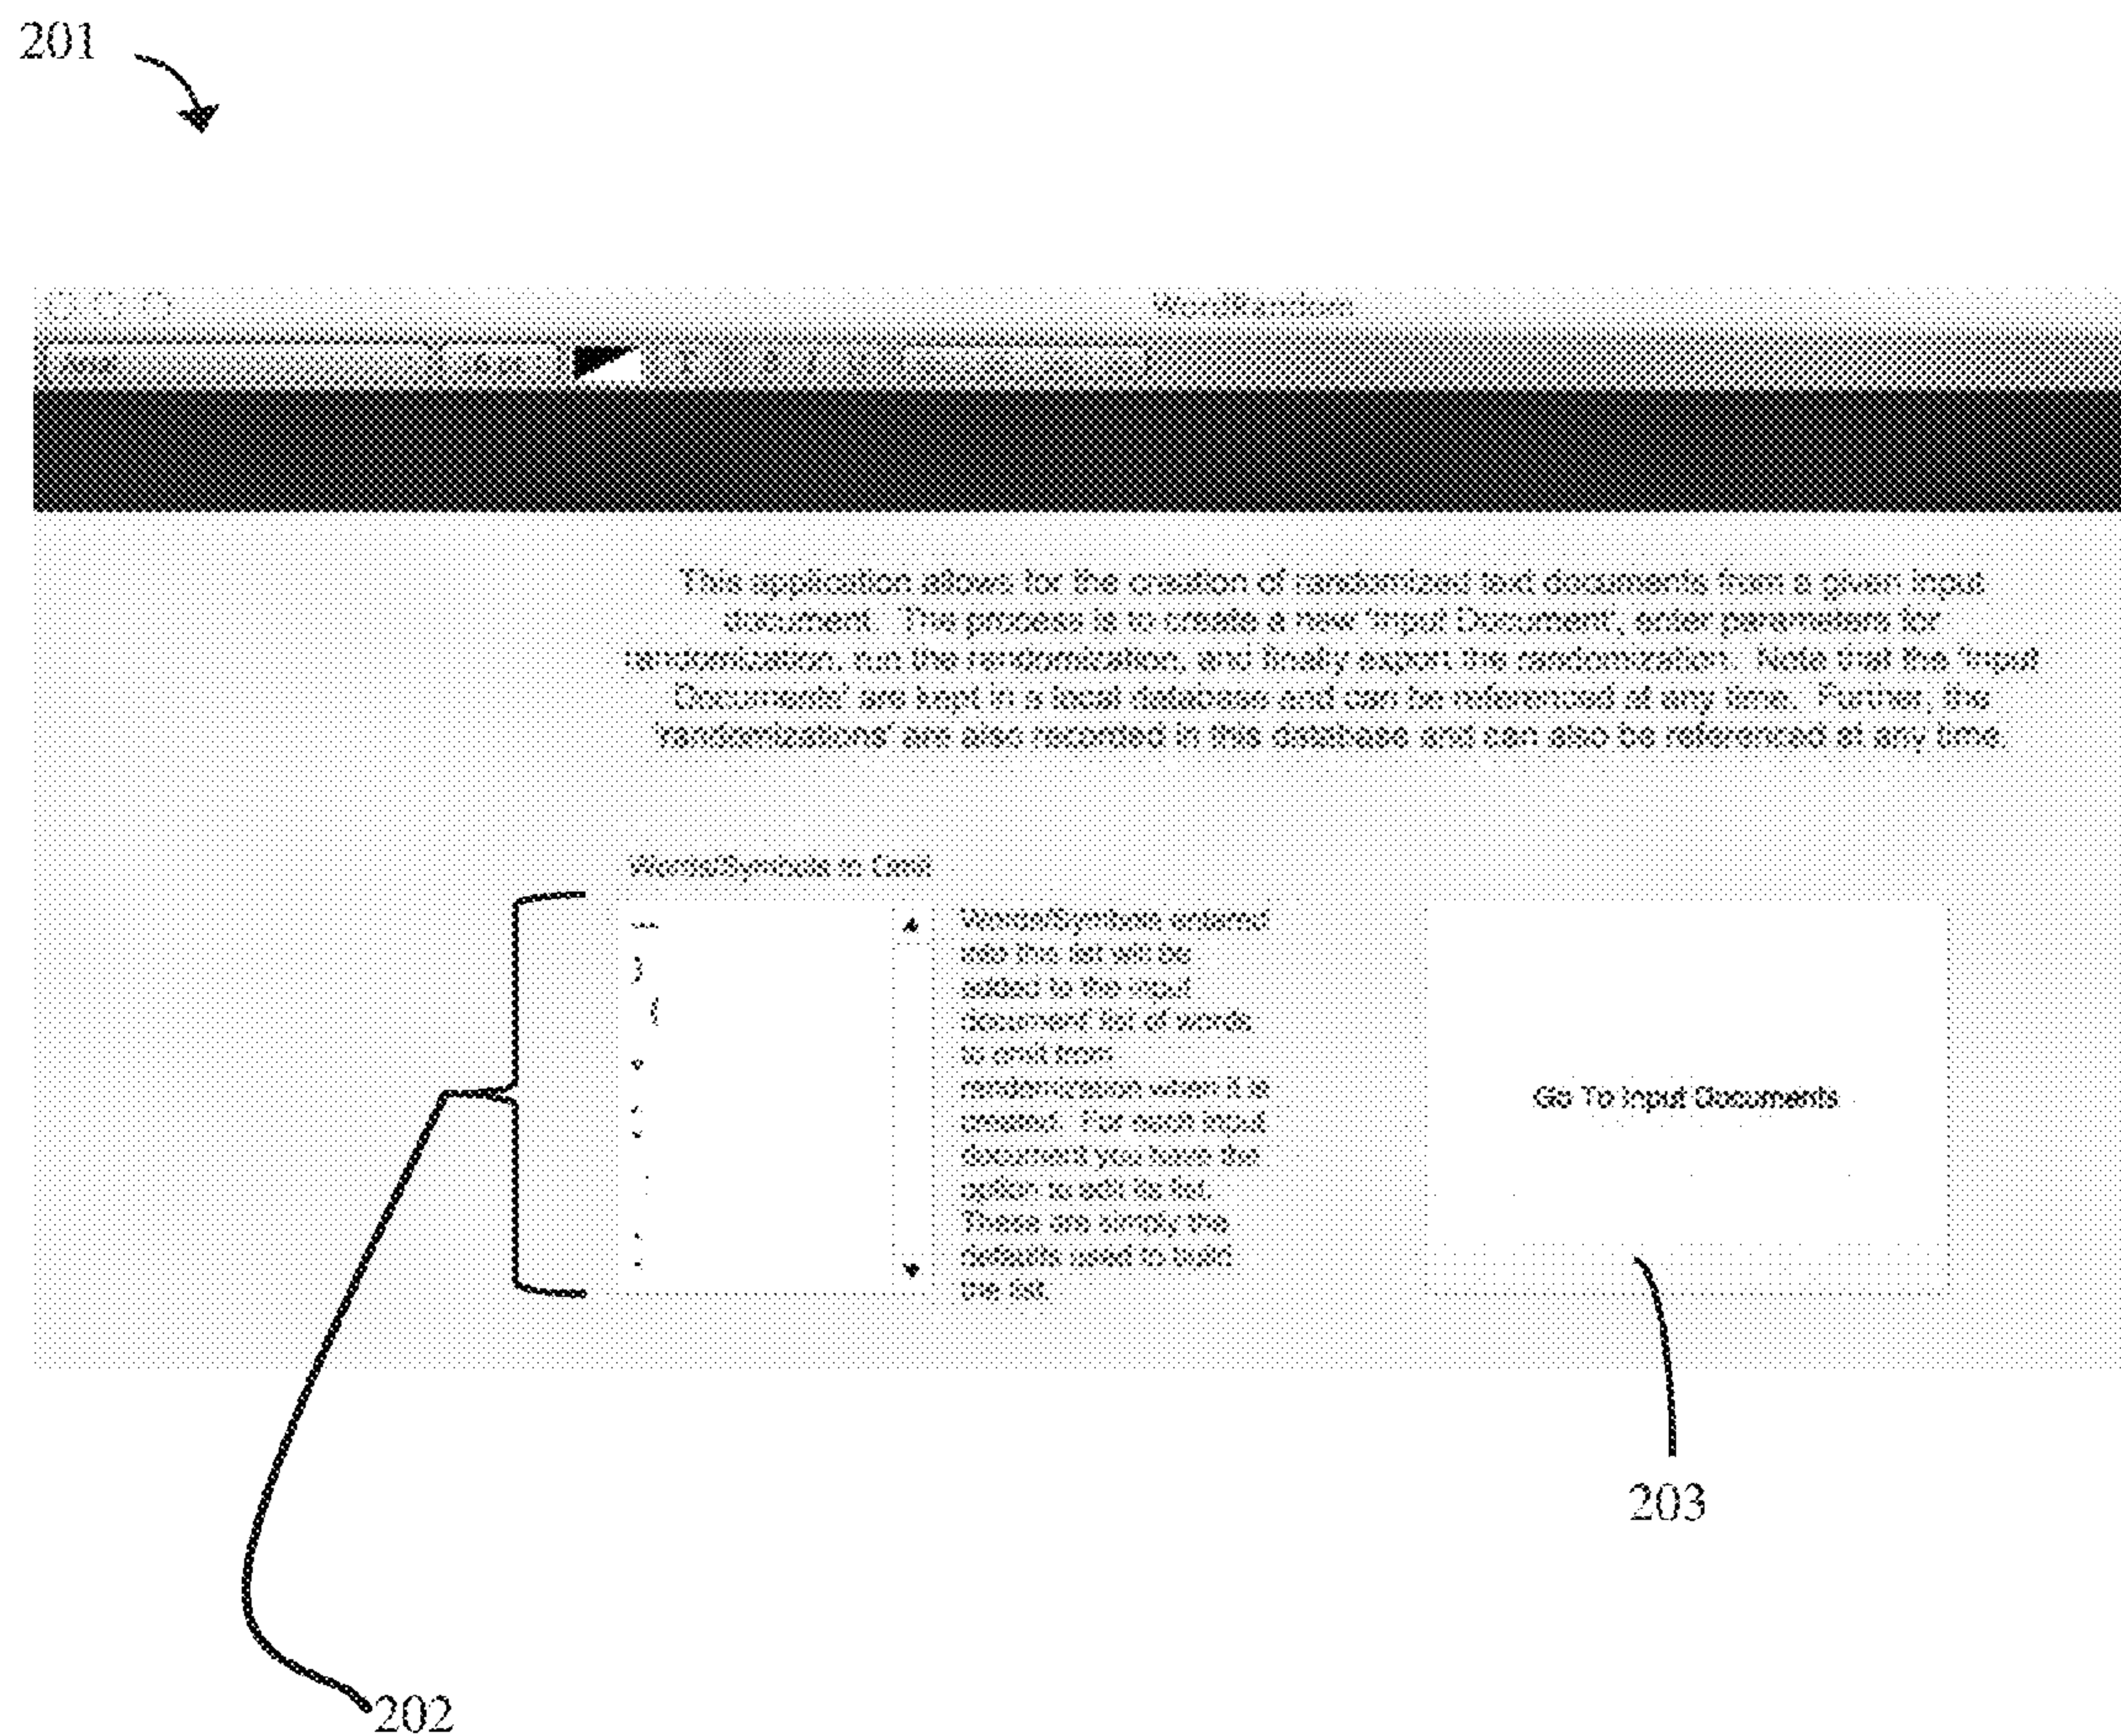 201
WordRandom
This application allows for the creation of randomized text documents from a given input
document. The process is to create a new 'Input Document', enter parameters for
randomization, run the randomization, and finally export the randomization. Note that the 'Input
Documents' are kept in a local database and can be referenced at any time. Further, the
'randomizations' are also recorded in this database and can also be referenced at any time.
Words/Symbols to Omit
)
(
Words/Symbols entered
into this list will be
added to the input
document list of words
to omit from
randomization when it is
created. For each input
document you have the
option to edit its list.
These are simply the
defaults used to build
the list.
Go To Input Documents
203
202